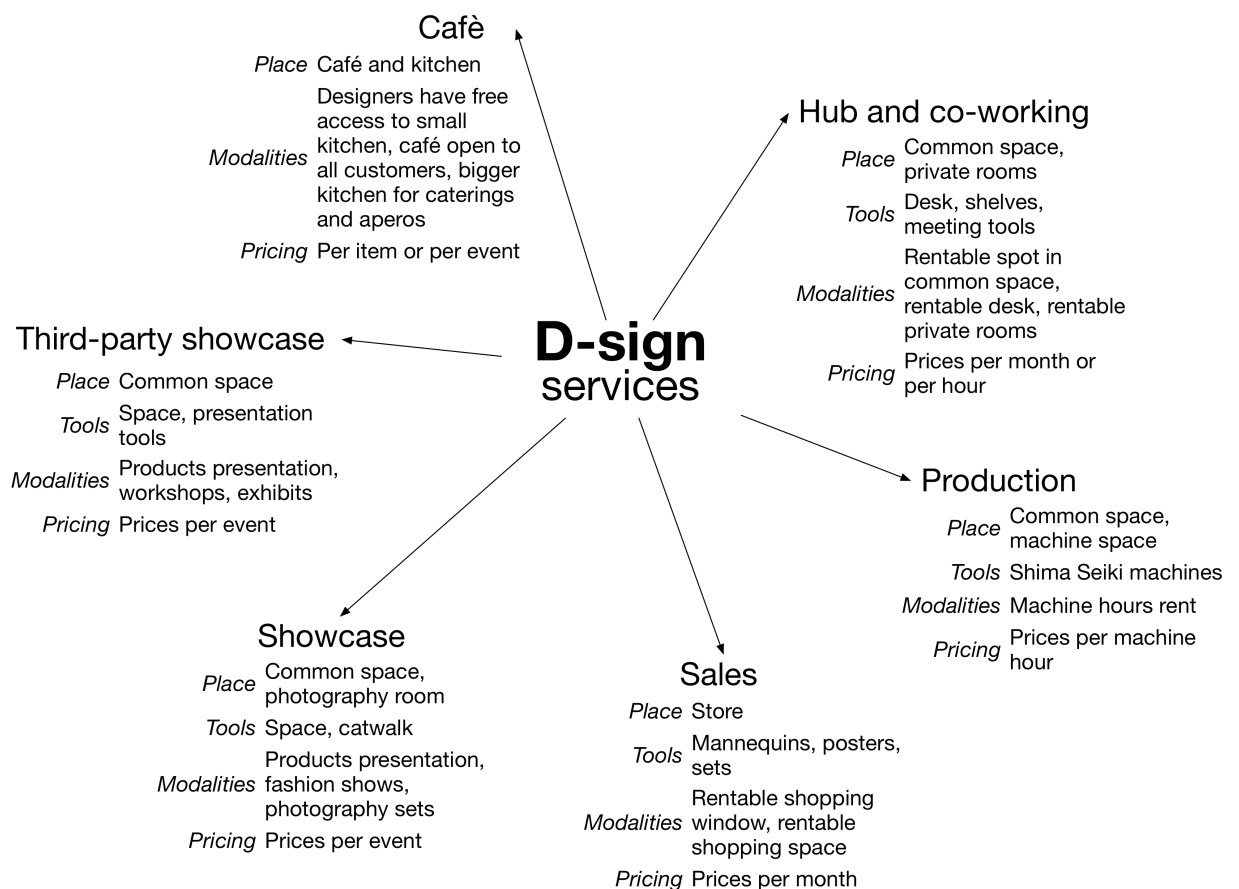 Cafè
Place Café and kitchen
Modalities Designers have free
access to small
kitchen, café open to
all customers, bigger
kitchen for caterings
and aperos
Pricing Per item or per event
Hub and co-working
Place Common space,
private rooms
Tools Desk, shelves,
meeting tools
Modalities Rentable spot in
common space,
rentable desk, rentable
private rooms
Pricing Prices per month or
per hour
D-sign
services
Third-party showcase
Place Common space
Tools Space, presentation
tools
Modalities Products presentation,
workshops, exhibits
Pricing Prices per event
Production
Place Common space,
machine space
Tools Shima Seiki machines
Modalities Machine hours rent
Pricing Prices per machine
hour
Showcase
Place Common space,
photography room
Tools Space, catwalk
Modalities Products presentation,
fashion shows,
photography sets
Pricing Prices per event
Sales
Place Store
Tools Mannequins, posters,
sets
Modalities Rentable shopping
window, rentable
shopping space
Pricing Prices per month